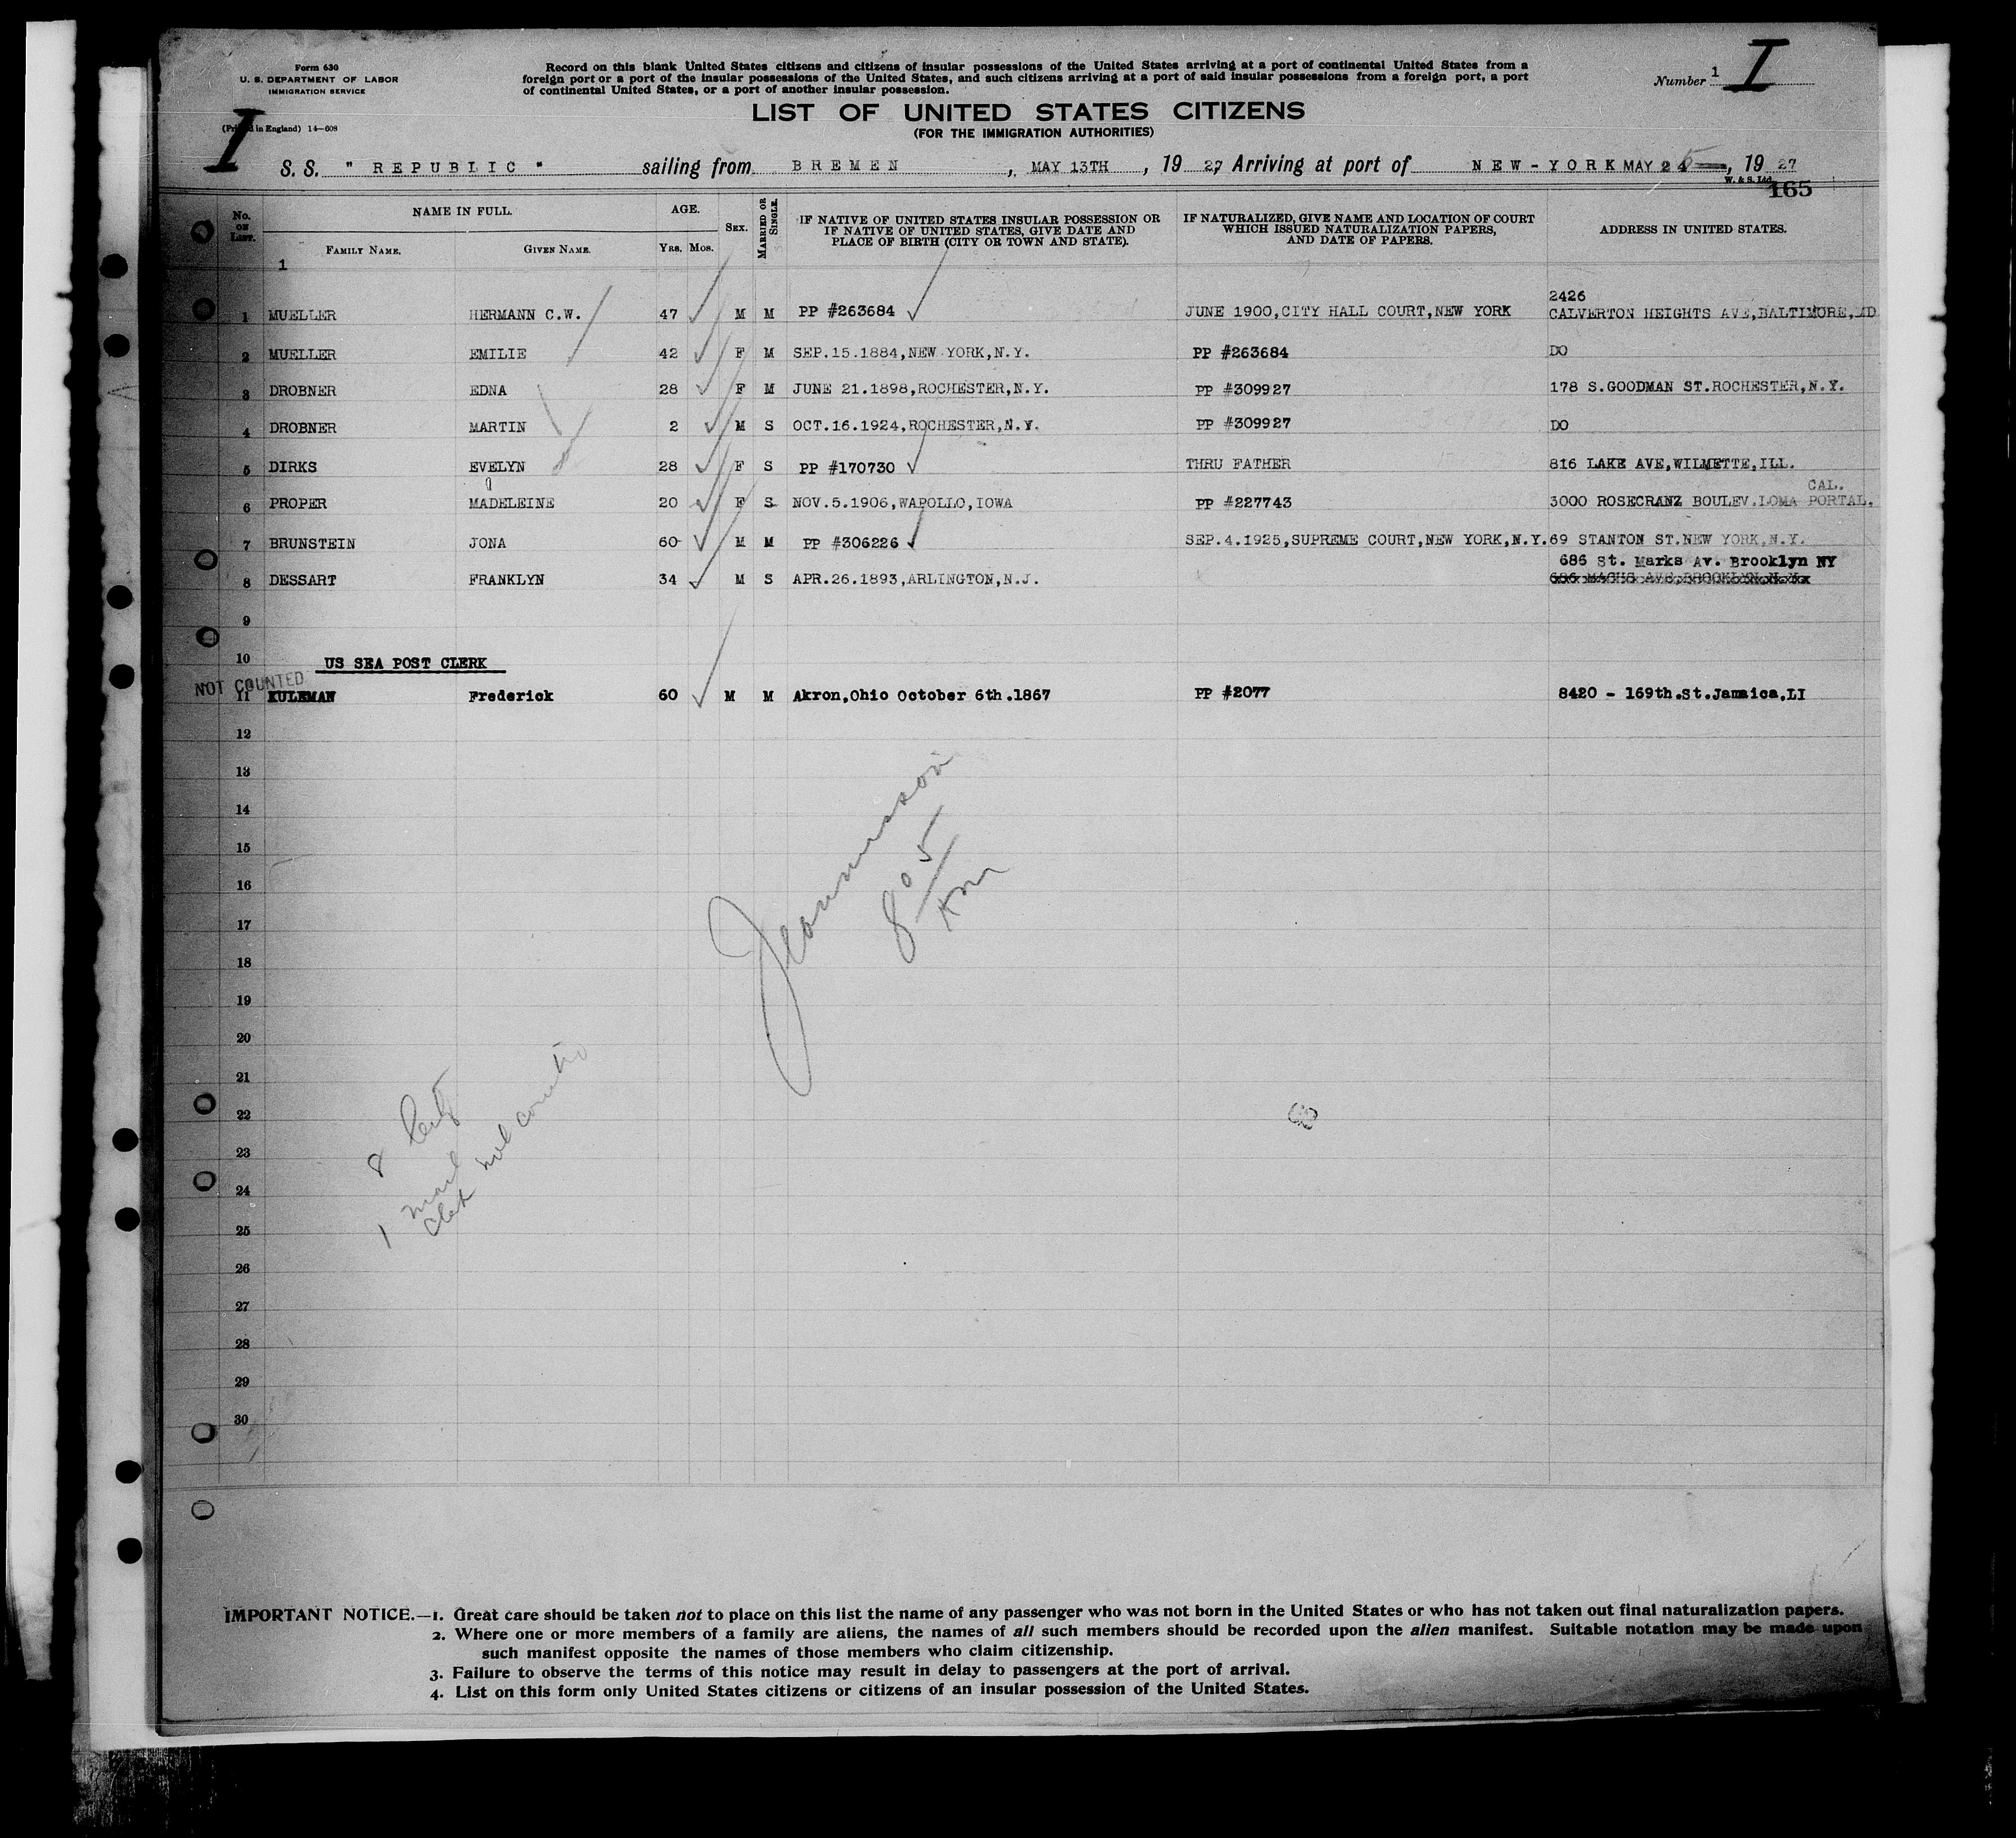 Form 630
U. S. DEPARTMENT OF LABOR
IMMIGRATION SERVICE
Record on this blank United States citizens and citizens of insular possessions of the United States arriving at a port of continental United States from a
foreign port or a port of the insular possessions of the United States, and such citizens arriving at a port of said insular possessions from a foreign port, a port
of continental United States, or a port of another insular possession.
Number 1 I
LIST OF UNITED STATES CITIZENS
(FOR THE IMMIGRATION AUTHORITIES)
(Printed in England) 14—608
I
S. S. " REPUBLIC " sailing from BREMEN, MAY 13TH, 19 27, Arriving at port of NEW-YORK MAY 24 5, 19 27
W. & S. Ltd.
165
No. ON LIST. NAME IN FULL. AGE. SEX. MARRIED OR SINGLE. IF NATIVE OF UNITED STATES INSULAR POSSESSION OR IF NATIVE OF UNITED STATES, GIVE DATE AND PLACE OF BIRTH (CITY OR TOWN AND STATE). IF NATURALIZED, GIVE NAME AND LOCATION OF COURT WHICH ISSUED NATURALIZATION PAPERS, AND DATE OF PAPERS. ADDRESS IN UNITED STATES.
FAMILY NAME. GIVEN NAME. Yrs. Mos.
1
2426
1 MUELLER HERMANN C.W. 47 M M PP #263684 JUNE 1900,CITY HALL COURT,NEW YORK CALVERTON HEIGHTS AVE,BALTIMORE,MD
2 MUELLER EMILIE 42 F M SEP.15.1884,NEW YORK,N.Y. PP #263684 DO
3 DROBNER EDNA 28 F M JUNE 21.1898,ROCHESTER,N.Y. PP #309927 178 S.GOODMAN ST.ROCHESTER,N.Y.
4 DROBNER MARTIN 2 M S OCT.16.1924,ROCHESTER,N.Y. PP #309927 DO
5 DIRKS EVELYN 28 F S PP #170730 THRU FATHER 816 LAKE AVE,WILMETTE,ILL.
a CAL.
6 PROPER MADELEINE 20 F S NOV.5.1906,WAPOLLO,IOWA PP #227743 3000 ROSECRANZ BOULEV.LOMA PORTAL.
7 BRUNSTEIN JONA 60 M M PP #306226 SEP.4.1925,SUPREME COURT,NEW YORK,N.Y. 69 STANTON ST.NEW YORK,N.Y.
686 St. Marks Av. Brooklyn NY
8 DESSART FRANKLYN 34 M S APR.26.1893,ARLINGTON,N.J.
9
10 US SEA POST CLERK
NOT COUNTED
11 KULEMAN Frederick 60 M M Akron,Ohio October 6th.1867 PP #2077 8420 - 169th.St.Jamaica,LI
12
13
14
15
16
17
18
19
20
21
22
23
24
25
26
27
28
29
30
8 05
8
1 mail
clerk not counted
IMPORTANT NOTICE.—1. Great care should be taken not to place on this list the name of any passenger who was not born in the United States or who has not taken out final naturalization papers.
2. Where one or more members of a family are aliens, the names of all such members should be recorded upon the alien manifest. Suitable notation may be made upon
such manifest opposite the names of those members who claim citizenship.
3. Failure to observe the terms of this notice may result in delay to passengers at the port of arrival.
4. List on this form only United States citizens or citizens of an insular possession of the United States.